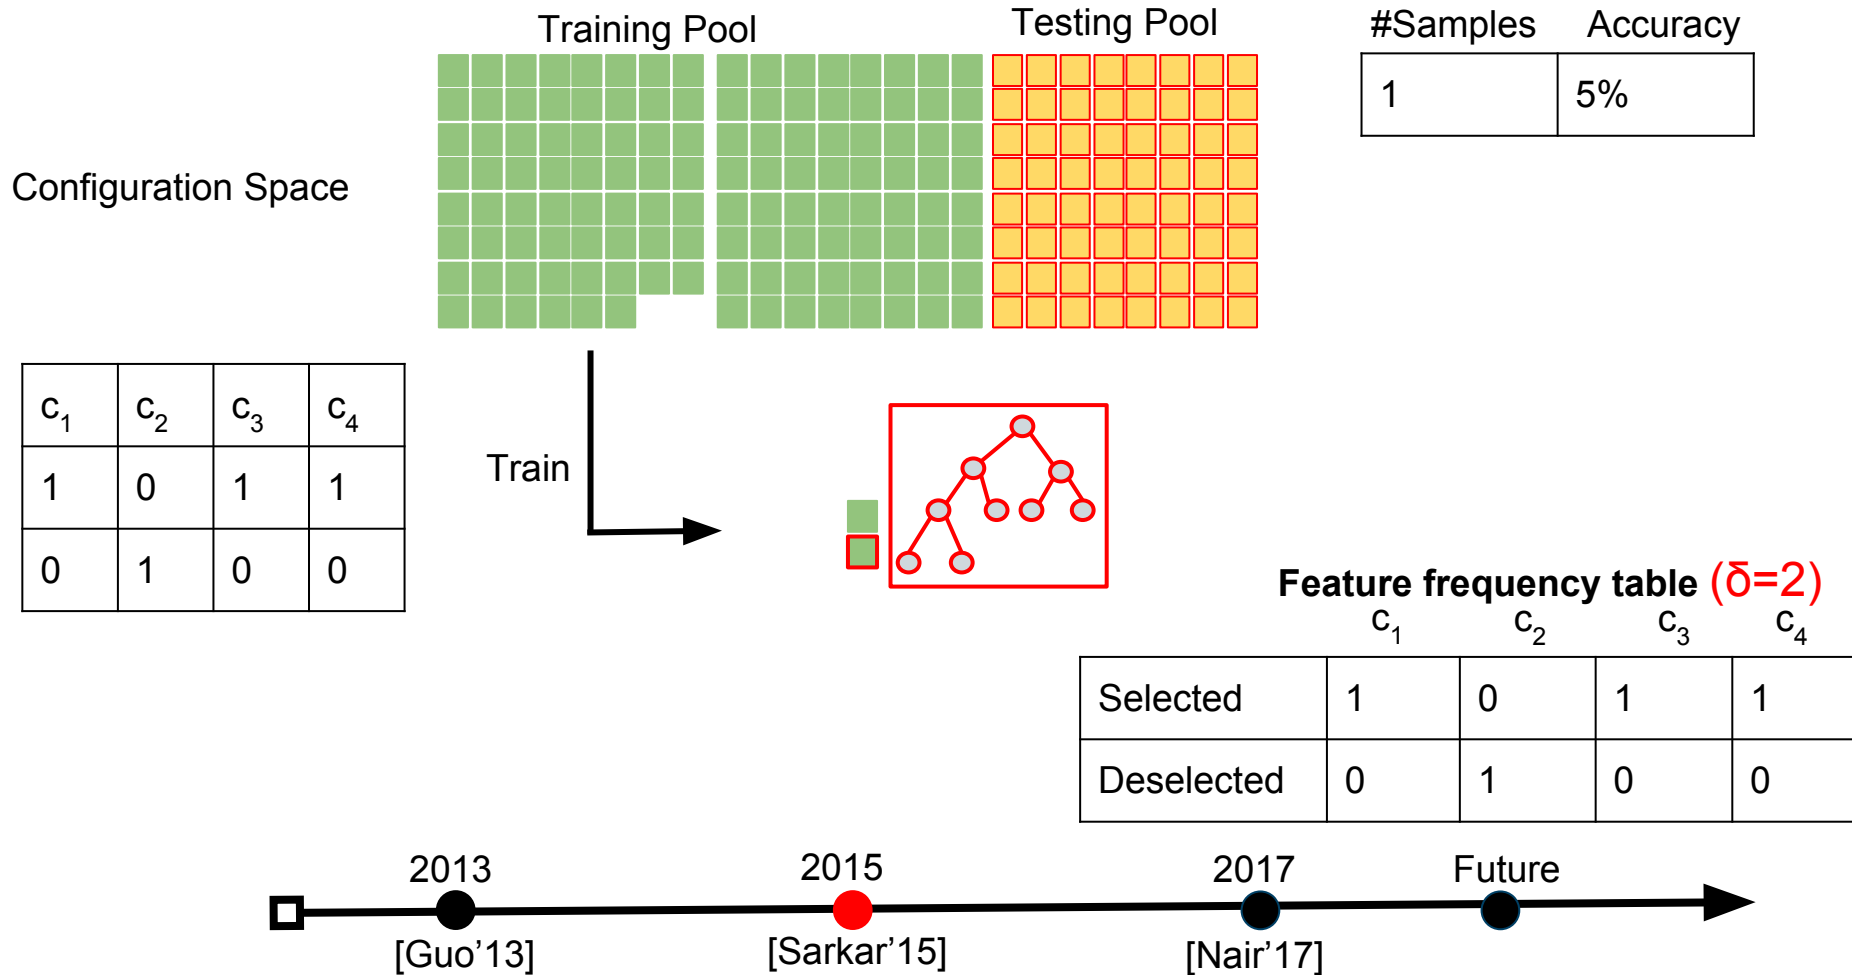 Training Pool
Testing Pool
#Samples Accuracy
1 5%
Configuration Space
c1 c2 c3 c4
1 0 1 1
0 1 0 0
Train
Feature frequency table (δ=2)
c1 c2 c3 c4
Selected 1 0 1 1
Deselected 0 1 0 0
2013 2015 2017 Future
[Guo’13] [Sarkar’15] [Nair’17]